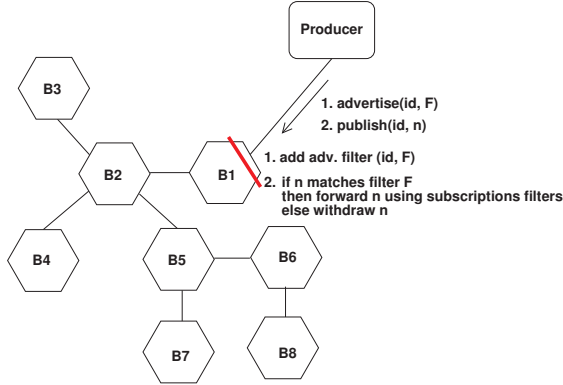 Producer
B3
1. advertise(id, F)
2. publish(id, n)
B2
B1
1. add adv. filter (id, F)
2. if n matches filter F
then forward n using subscriptions filters
else withdraw n
B4
B5
B6
B7
B8